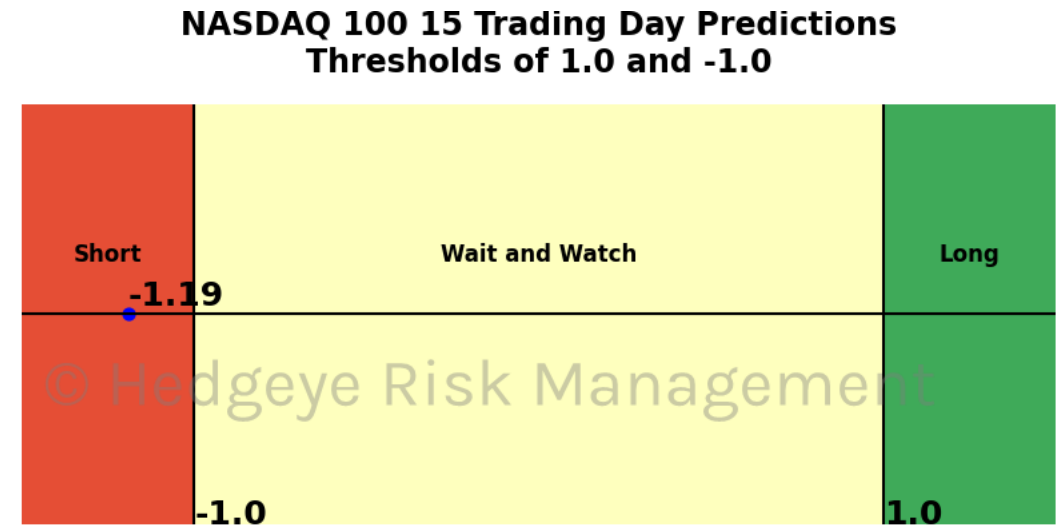 NASDAQ 100 15 Trading Day Predictions
Thresholds of 1.0 and -1.0
Short
Wait and Watch
Long
-1.19
© Hedgeye Risk Management
-1.0
1.0